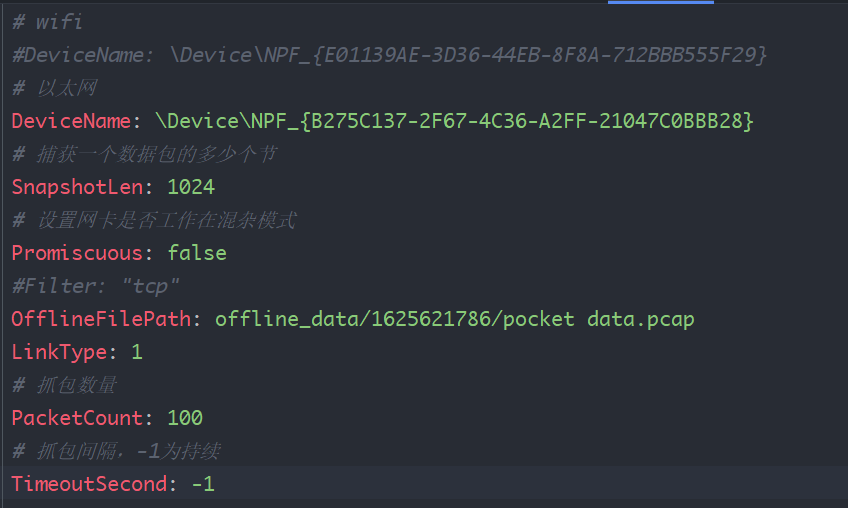 # wifi
#DeviceName: \Device\NPF_{E01139AE-3D36-44EB-8F8A-712BBB555F29}
# 以太网
DeviceName: \Device\NPF_{B275C137-2F67-4C36-A2FF-21047C0BBB28}
# 捕获一个数据包的多少个节
SnapshotLen: 1024
# 设置网卡是否工作在混杂模式
Promiscuous: false
#Filter: "tcp"
OfflineFilePath: offline_data/1625621786/pocket data.pcap
LinkType: 1
# 抓包数量
PacketCount: 100
# 抓包间隔，-1为持续
TimeoutSecond: -1